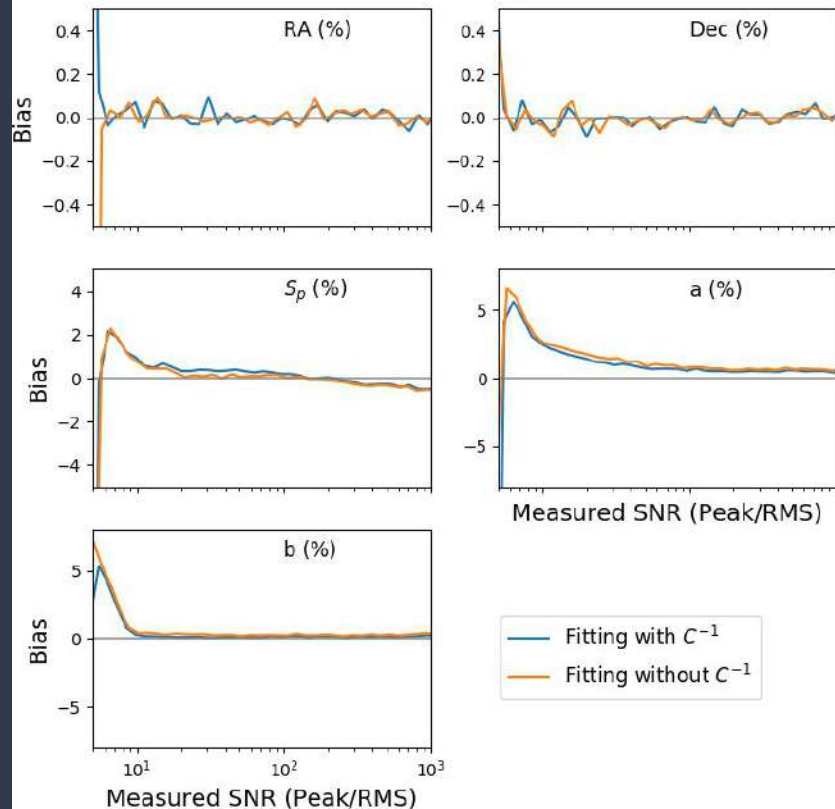 RA (%)
0.4
0.2
0.0
-0.2
-0.4
Bias
Dec (%)
0.4
0.2
0.0
-0.2
-0.4
S_p (%)
4
2
0
-2
-4
Bias
a (%)
5
0
-5
Measured SNR (Peak/RMS)
b (%)
5
0
-5
Bias
10^1
10^2
10^3
Measured SNR (Peak/RMS)
Fitting with C^{-1}
Fitting without C^{-1}